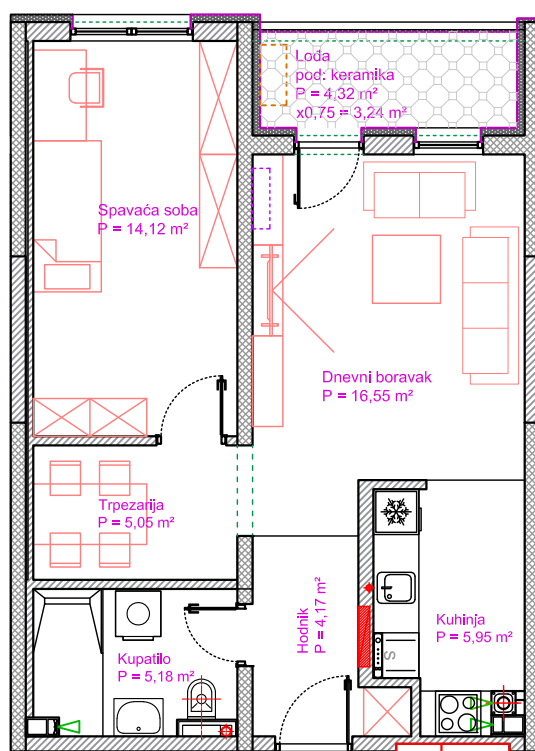 Lođa
pod: keramika
P = 4,32 m²
x0,75 = 3,24 m²
Spavaća soba
P = 14,12 m²
Dnevni boravak
P = 16,55 m²
Trpezarija
P = 5,05 m²
Hodnik
P = 4,17 m²
Kuhinja
P = 5,95 m²
Kupatilo
P = 5,18 m²
S